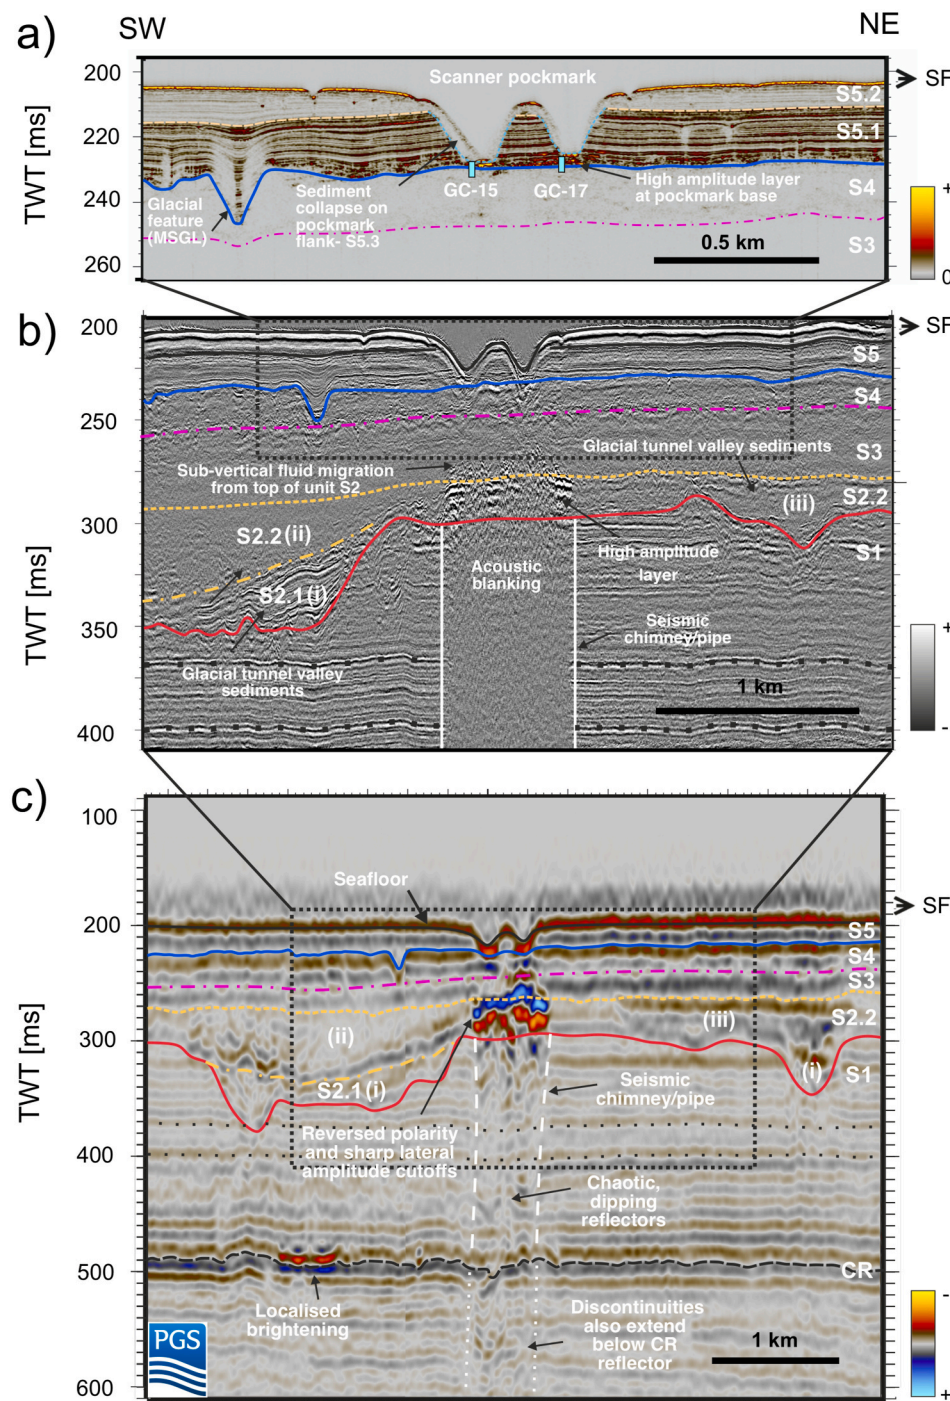 a)
SW
NE
Scanner pockmark
SF
S5.2
S5.1
S4
S3
TWT [ms]
200
220
240
260
Glacial
feature
(MSGL)
Sediment
collapse on
pockmark
flank- S5.3
GC-15
GC-17
High amplitude layer
at pockmark base
0.5 km
+
0
b)
SF
S5
S4
S3
S2.2
S1
TWT [ms]
200
250
300
350
400
Glacial tunnel valley sediments
Sub-vertical fluid migration
from top of unit S2
(iii)
S2.2 (ii)
S2.1 (i)
High amplitude
layer
Acoustic
blanking
Seismic
chimney/pipe
Glacial tunnel valley
sediments
1 km
+
-
c)
SF
TWT [ms]
100
200
300
400
500
600
Seafloor
S5
S4
S3
S2.2
S1
(iii)
(ii)
(i)
S2.1 (i)
Seismic
chimney/pipe
Reversed polarity
and sharp lateral
amplitude cutoffs
Chaotic,
dipping
reflectors
CR
Localised
brightening
Discontinuities
also extend
below CR
reflector
1 km
PGS
-
+